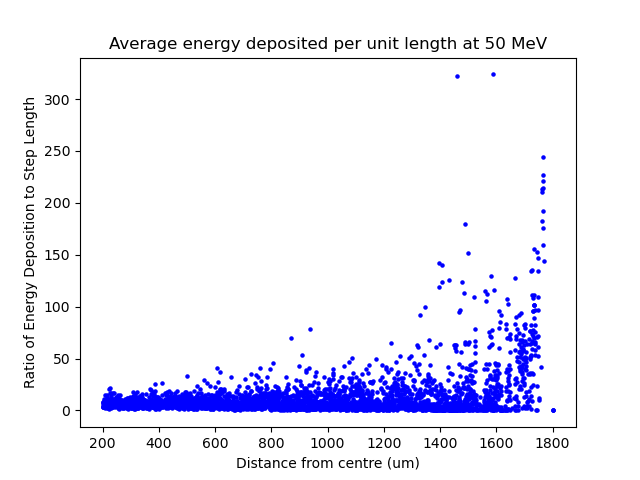 Average energy deposited per unit length at 50 MeV
Ratio of Energy Deposition to Step Length
300
250
200
150
100
50
0
200 400 600 800 1000 1200 1400 1600 1800
Distance from centre (um)